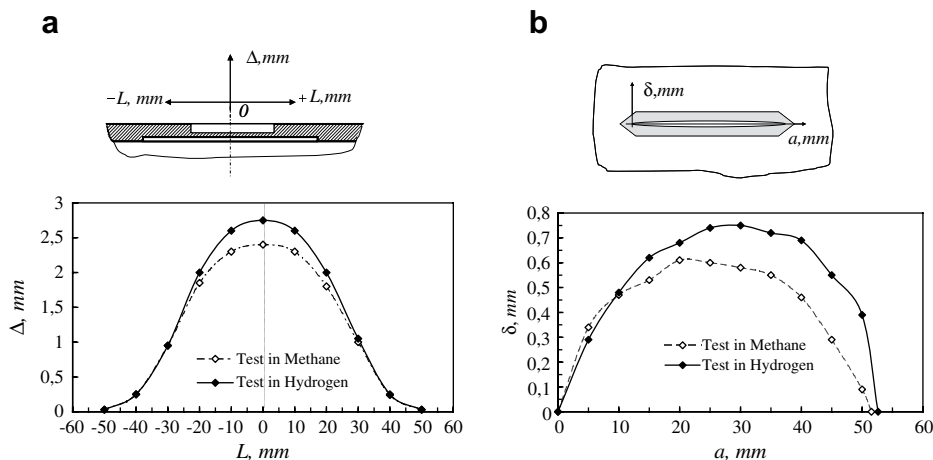 a
Δ,mm
−L, mm
+L,mm
0
3
2,5
2
1,5
1
0,5
0
Δ, mm
Test in Methane
Test in Hydrogen
-60 -50 -40 -30 -20 -10 0 10 20 30 40 50 60
L, mm
b
δ,mm
a,mm
0,8
0,7
0,6
0,5
0,4
0,3
0,2
0,1
0
δ, mm
Test in Methane
Test in Hydrogen
0 10 20 30 40 50 60
a, mm